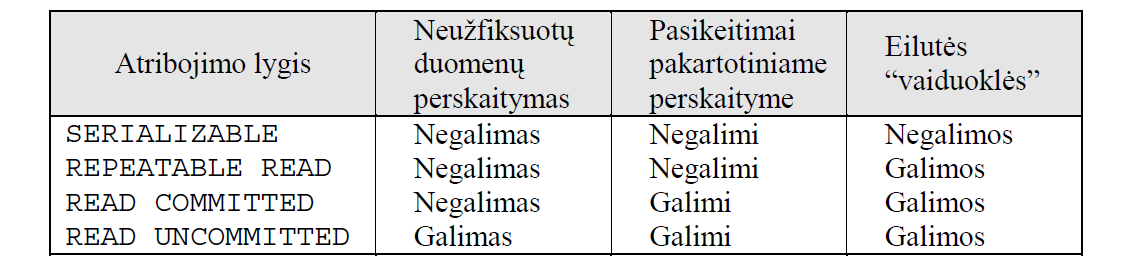 Atribojimo lygis Neužfiksuotų duomenų perskaitymas Pasikeitimai pakartotiniame perskaityme Eilutės “vaiduoklės”
SERIALIZABLE Negalimas Negalimi Negalimos
REPEATABLE READ Negalimas Negalimi Galimos
READ COMMITTED Negalimas Galimi Galimos
READ UNCOMMITTED Galimas Galimi Galimos